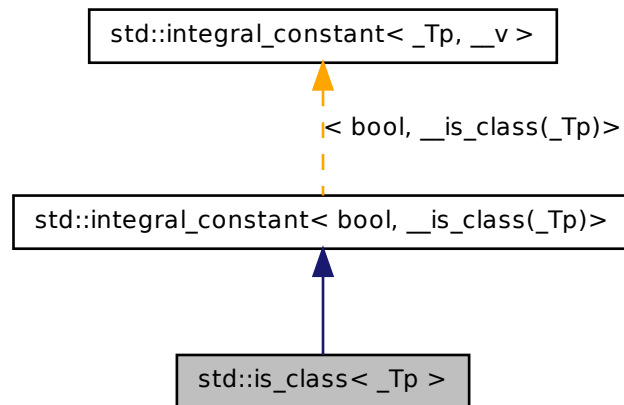 std::integral_constant< _Tp, __v >
< bool, __is_class(_Tp)>
std::integral_constant< bool, __is_class(_Tp)>
std::is_class< _Tp >